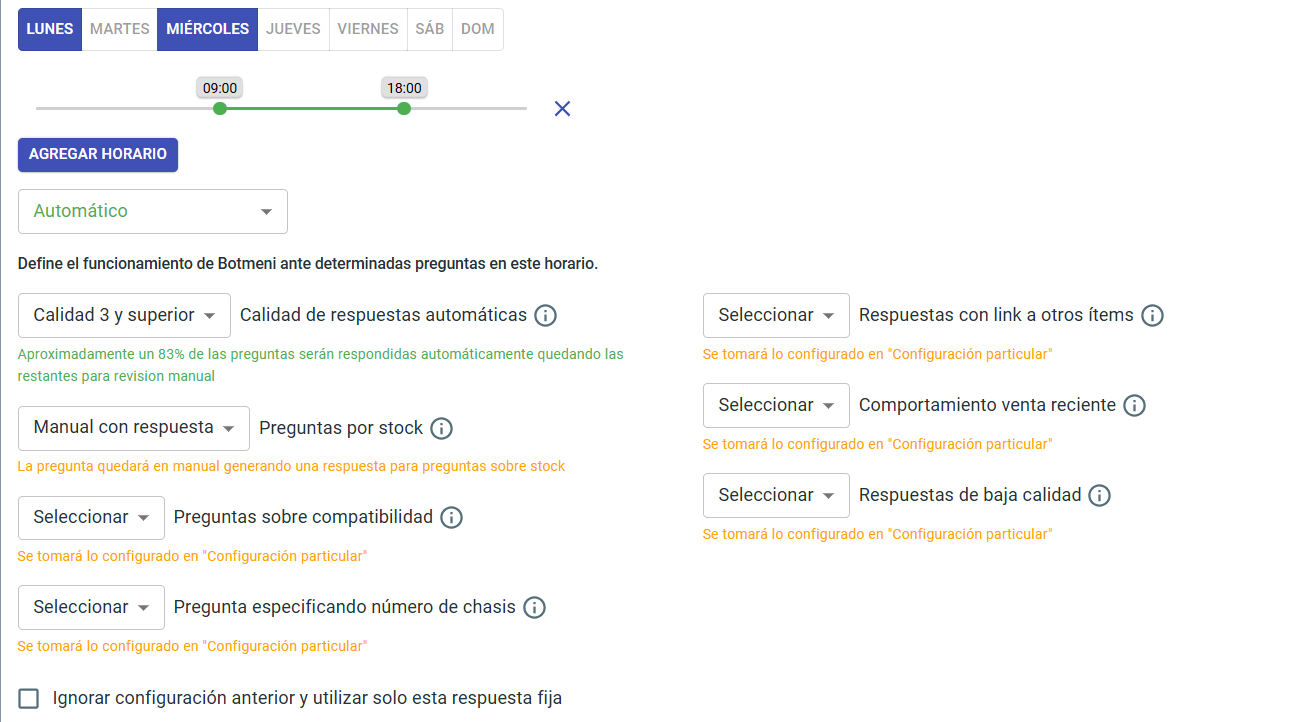 LUNES MARTES MIÉRCOLES JUEVES VIERNES SÁB DOM
09:00 18:00
AGREGAR HORARIO
Automático
Define el funcionamiento de Botmeni ante determinadas preguntas en este horario.
Calidad 3 y superior Calidad de respuestas automáticas
Aproximadamente un 83% de las preguntas serán respondidas automáticamente quedando las
restantes para revision manual
Manual con respuesta Preguntas por stock
La pregunta quedará en manual generando una respuesta para preguntas sobre stock
Seleccionar Preguntas sobre compatibilidad
Se tomará lo configurado en "Configuración particular"
Seleccionar Pregunta especificando número de chasis
Se tomará lo configurado en "Configuración particular"
Seleccionar Respuestas con link a otros ítems
Se tomará lo configurado en "Configuración particular"
Seleccionar Comportamiento venta reciente
Se tomará lo configurado en "Configuración particular"
Seleccionar Respuestas de baja calidad
Se tomará lo configurado en "Configuración particular"
Ignorar configuración anterior y utilizar solo esta respuesta fija